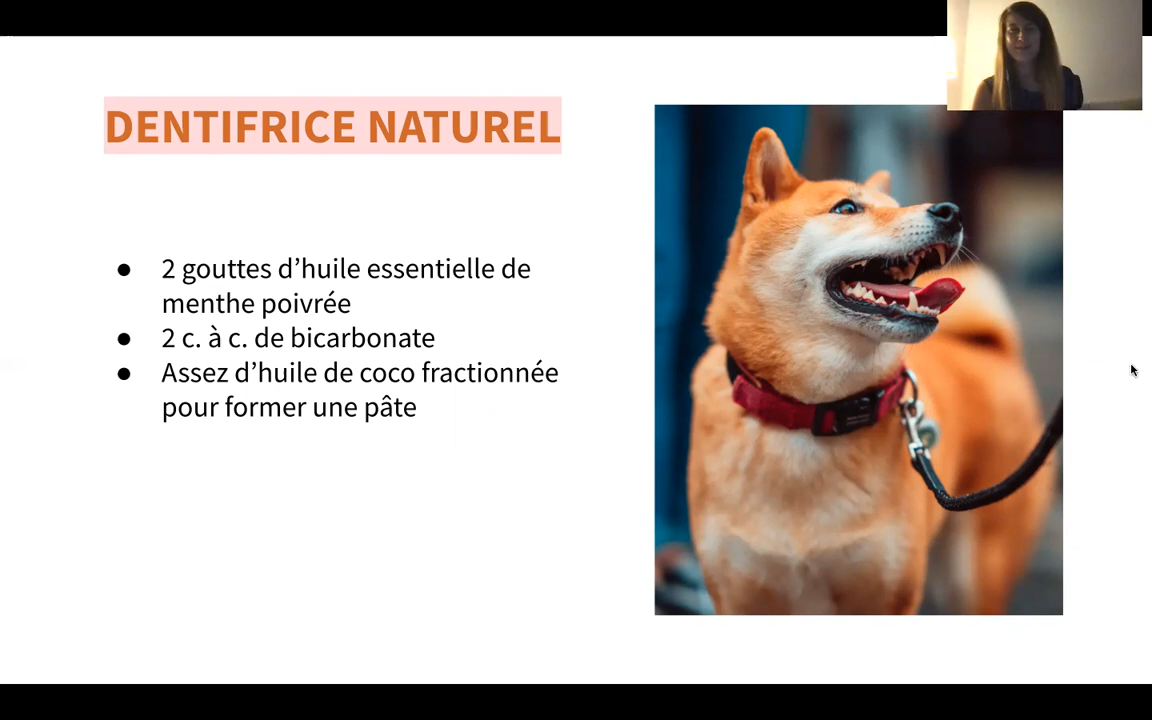 DENTIFRICE NATUREL
● 2 gouttes d’huile essentielle de
menthe poivrée
● 2 c. à c. de bicarbonate
● Assez d’huile de coco fractionnée
pour former une pâte